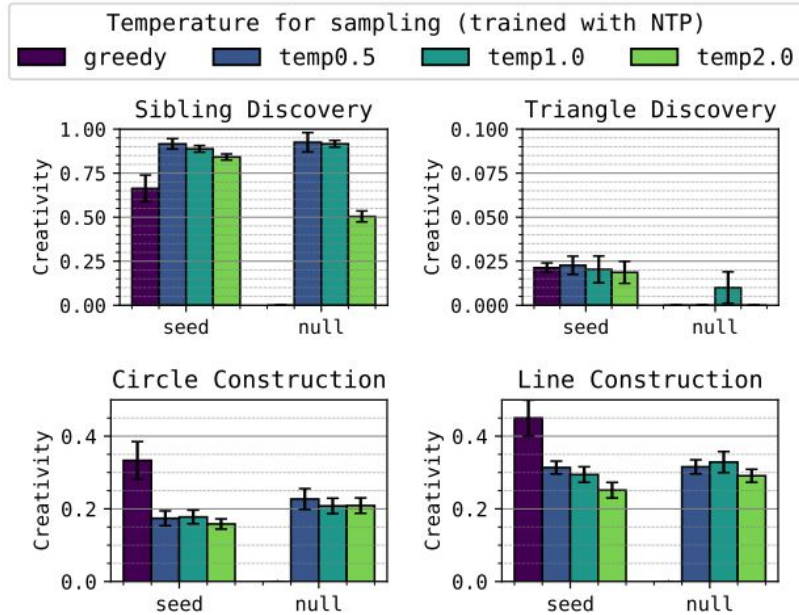 Temperature for sampling (trained with NTP)
greedy temp0.5 temp1.0 temp2.0
Sibling Discovery
Creativity
1.00
0.75
0.50
0.25
0.00
seed null
Triangle Discovery
Creativity
0.100
0.075
0.050
0.025
0.000
seed null
Circle Construction
Creativity
0.4
0.2
0.0
seed null
Line Construction
Creativity
0.4
0.2
0.0
seed null